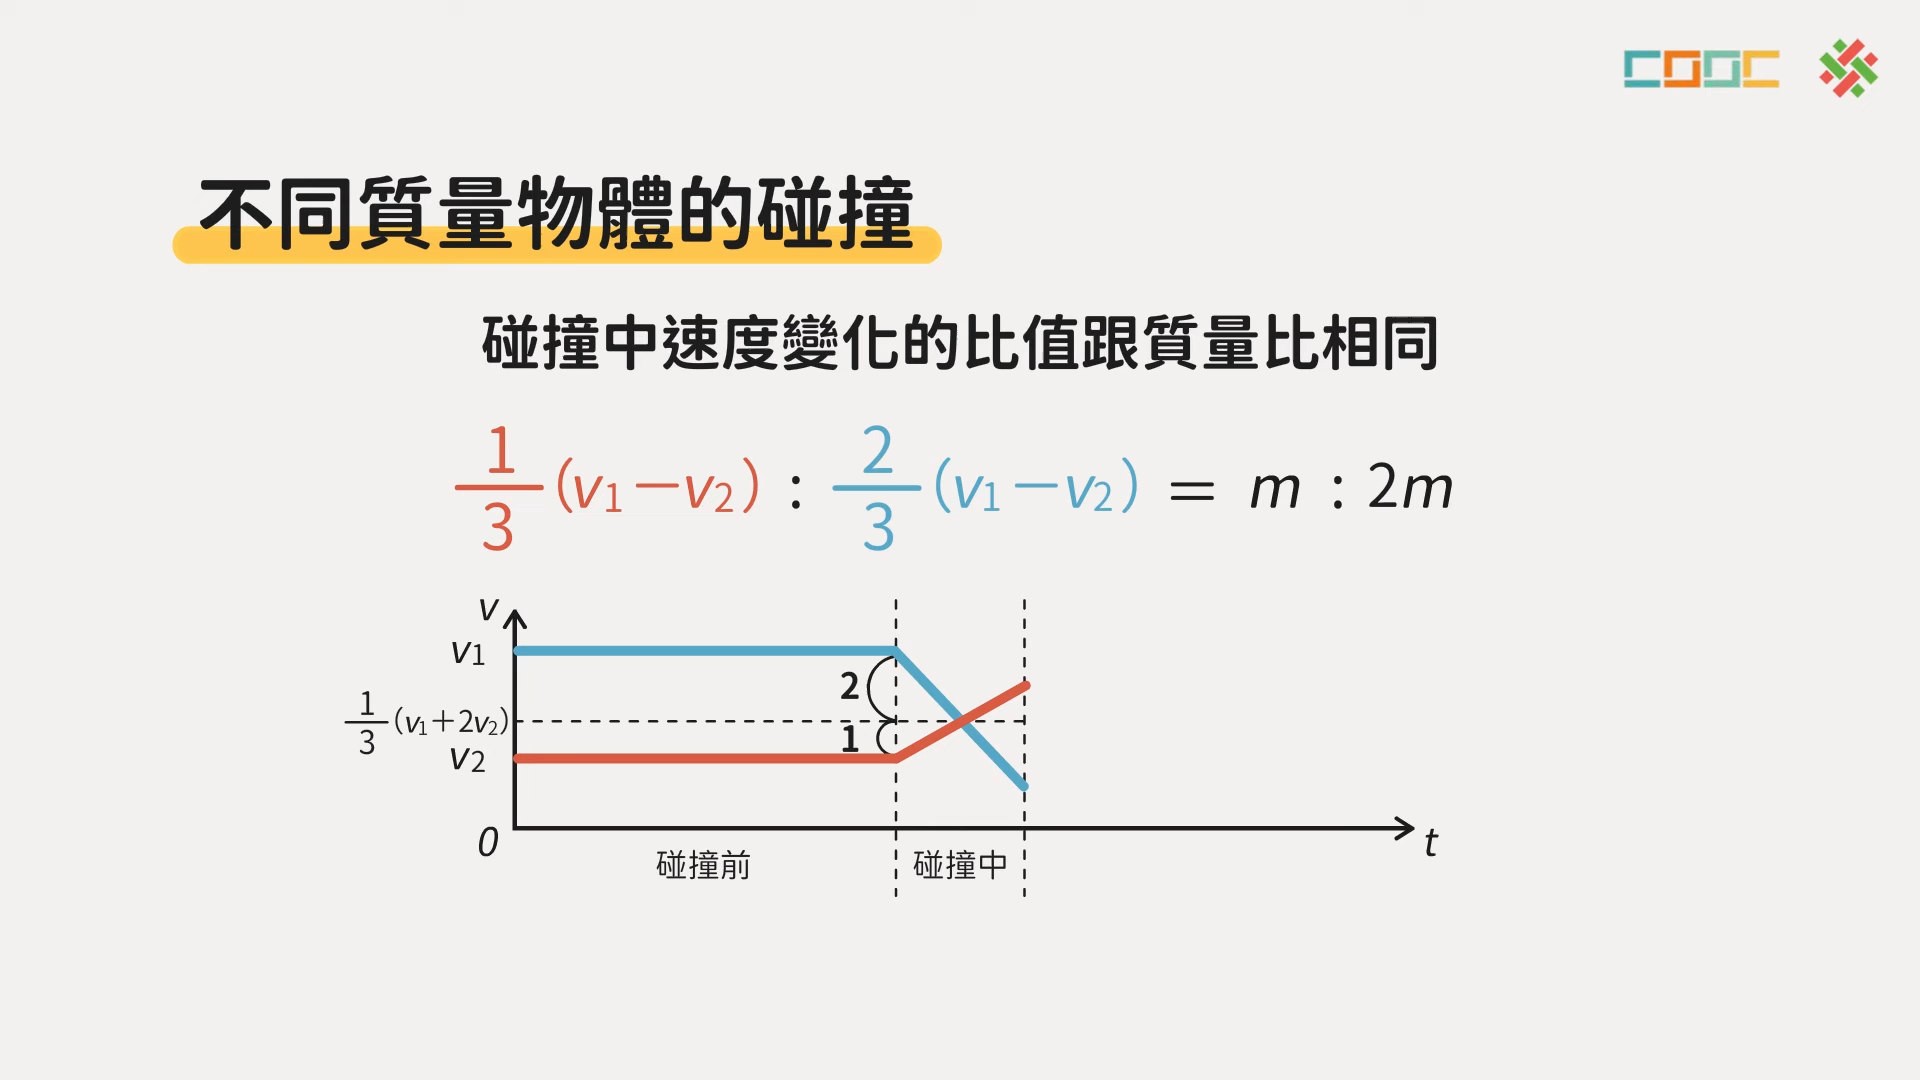 COOC
不同質量物體的碰撞
碰撞中速度變化的比值跟質量比相同
1/3 (v1－v2) : 2/3 (v1－v2) = m : 2m
v
v1
2
1/3 (v1＋2v2)
1
v2
0
t
碰撞前 碰撞中